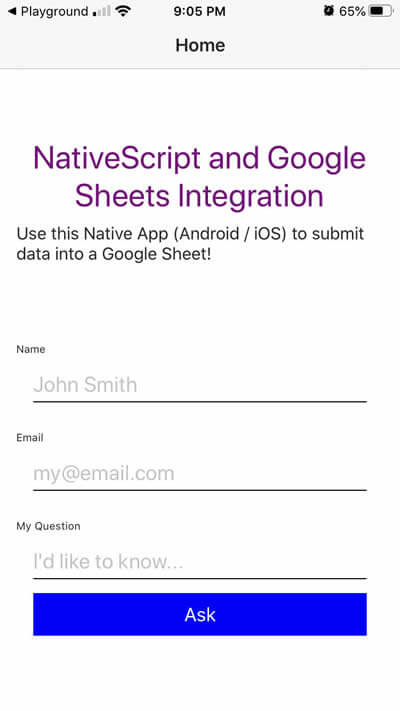 ◀ Playground 9:05 PM 65%
Home
NativeScript and Google
Sheets Integration
Use this Native App (Android / iOS) to submit
data into a Google Sheet!
Name
John Smith
Email
my@email.com
My Question
I'd like to know...
Ask